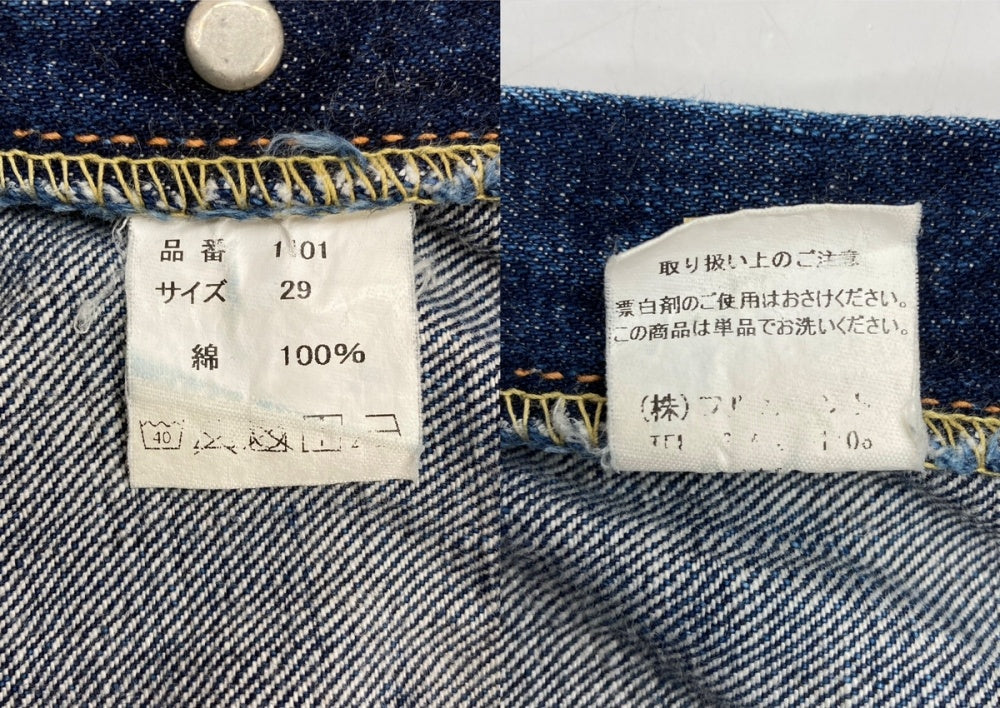 品番
サイズ 29
綿 100%
40
取り扱い上のご注意
漂白剤のご使用はおさけください。
この商品は単品でお洗いください。
(株)